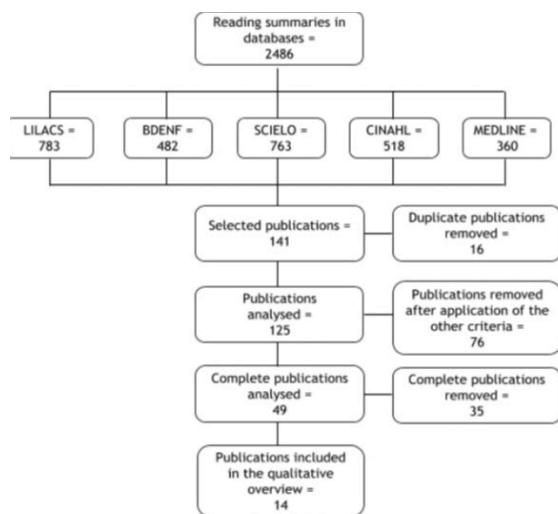 Reading summaries in
databases =
2486
LILACS =
783
BDENF =
482
SCIELO =
763
CINAHL =
518
MEDLINE =
360
Selected publications =
141
Duplicate publications
removed =
16
Publications
analysed =
125
Publications removed
after application of the
other criteria =
76
Complete publications
analysed =
49
Complete publications
removed =
35
Publications included
in the qualitative
overview =
14